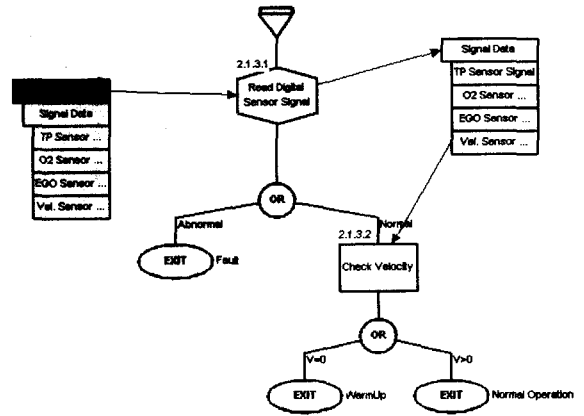 2.1.3.1
Read Digital
Sensor Signal
Signal Data
TP Sensor Signal
O2 Sensor ...
EGO Sensor ...
Vel. Sensor ...
Signal Data
TP Sensor ...
O2 Sensor ...
EGO Sensor ...
Vel. Sensor ...
OR
Abnormal
Normal
EXIT
Fault
2.1.3.2
Check Velocity
OR
V=0
V>0
EXIT
WarmUp
EXIT
Normal Operation